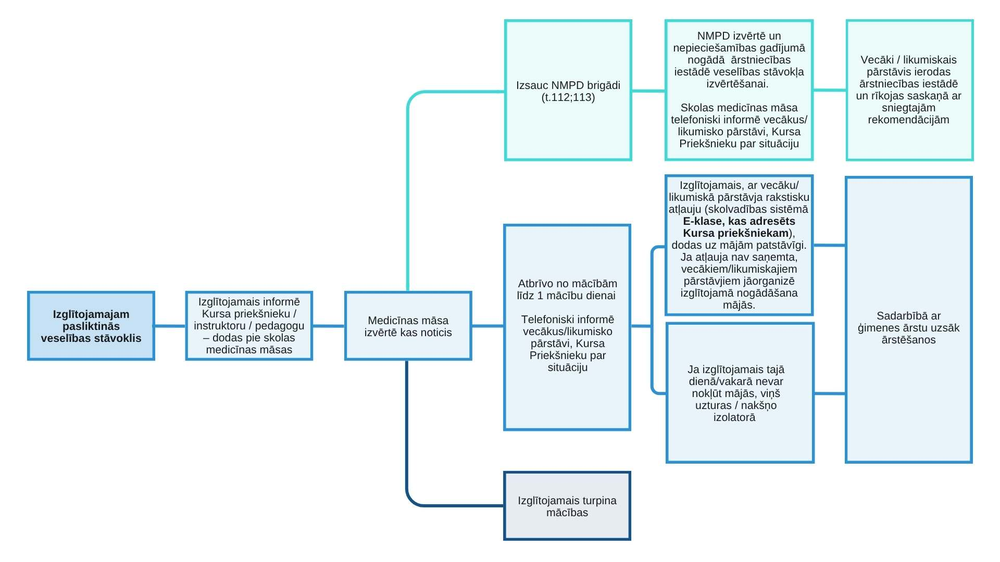 Izglītojamajam
pasliktinās
veselības stāvoklis
Izglītojamais informē
Kursa priekšnieku /
instruktoru / pedagogu
– dodas pie skolas
medicīnas māsas
Medicīnas māsa
izvērtē kas noticis
Izsauc NMPD brigādi
(t.112;113)
NMPD izvērtē un
nepieciešamības gadījumā
nogādā  ārstniecības
iestādē veselības stāvokļa
izvērtēšanai.
Skolas medicīnas māsa
telefoniski informē vecākus/
likumisko pārstāvi, Kursa
Priekšnieku par situāciju
Vecāki / likumiskais
pārstāvis ierodas
ārstniecības iestādē
un rīkojas saskaņā ar
sniegtajām
rekomendācijām
Atbrīvo no mācībām
līdz 1 mācību dienai
Telefoniski informē
vecākus/likumisko
pārstāvi, Kursa
Priekšnieku par
situāciju
Izglītojamais, ar vecāku/
likumiskā pārstāvja rakstisku
atļauju (skolvadības sistēmā
E-klase, kas adresēts
Kursa priekšniekam),
dodas uz mājām patstāvīgi.
Ja atļauja nav saņemta,
vecākiem/likumiskajiem
pārstāvjiem jāorganizē
izglītojamā nogādāšana
mājās.
Ja izglītojamais tajā
dienā/vakarā nevar
nokļūt mājās, viņš
uzturas / nakšņo
izolatorā
Sadarbībā ar
ģimenes ārstu uzsāk
ārstēšanos
Izglītojamais turpina
mācības